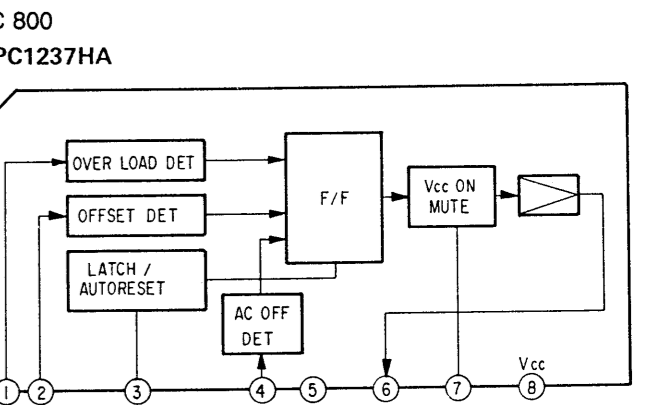 C 800
PC1237HA
OVER LOAD DET
OFFSET DET
LATCH /
AUTORESET
F/F
Vcc ON
MUTE
AC OFF
DET
Vcc
1 2 3 4 5 6 7 8